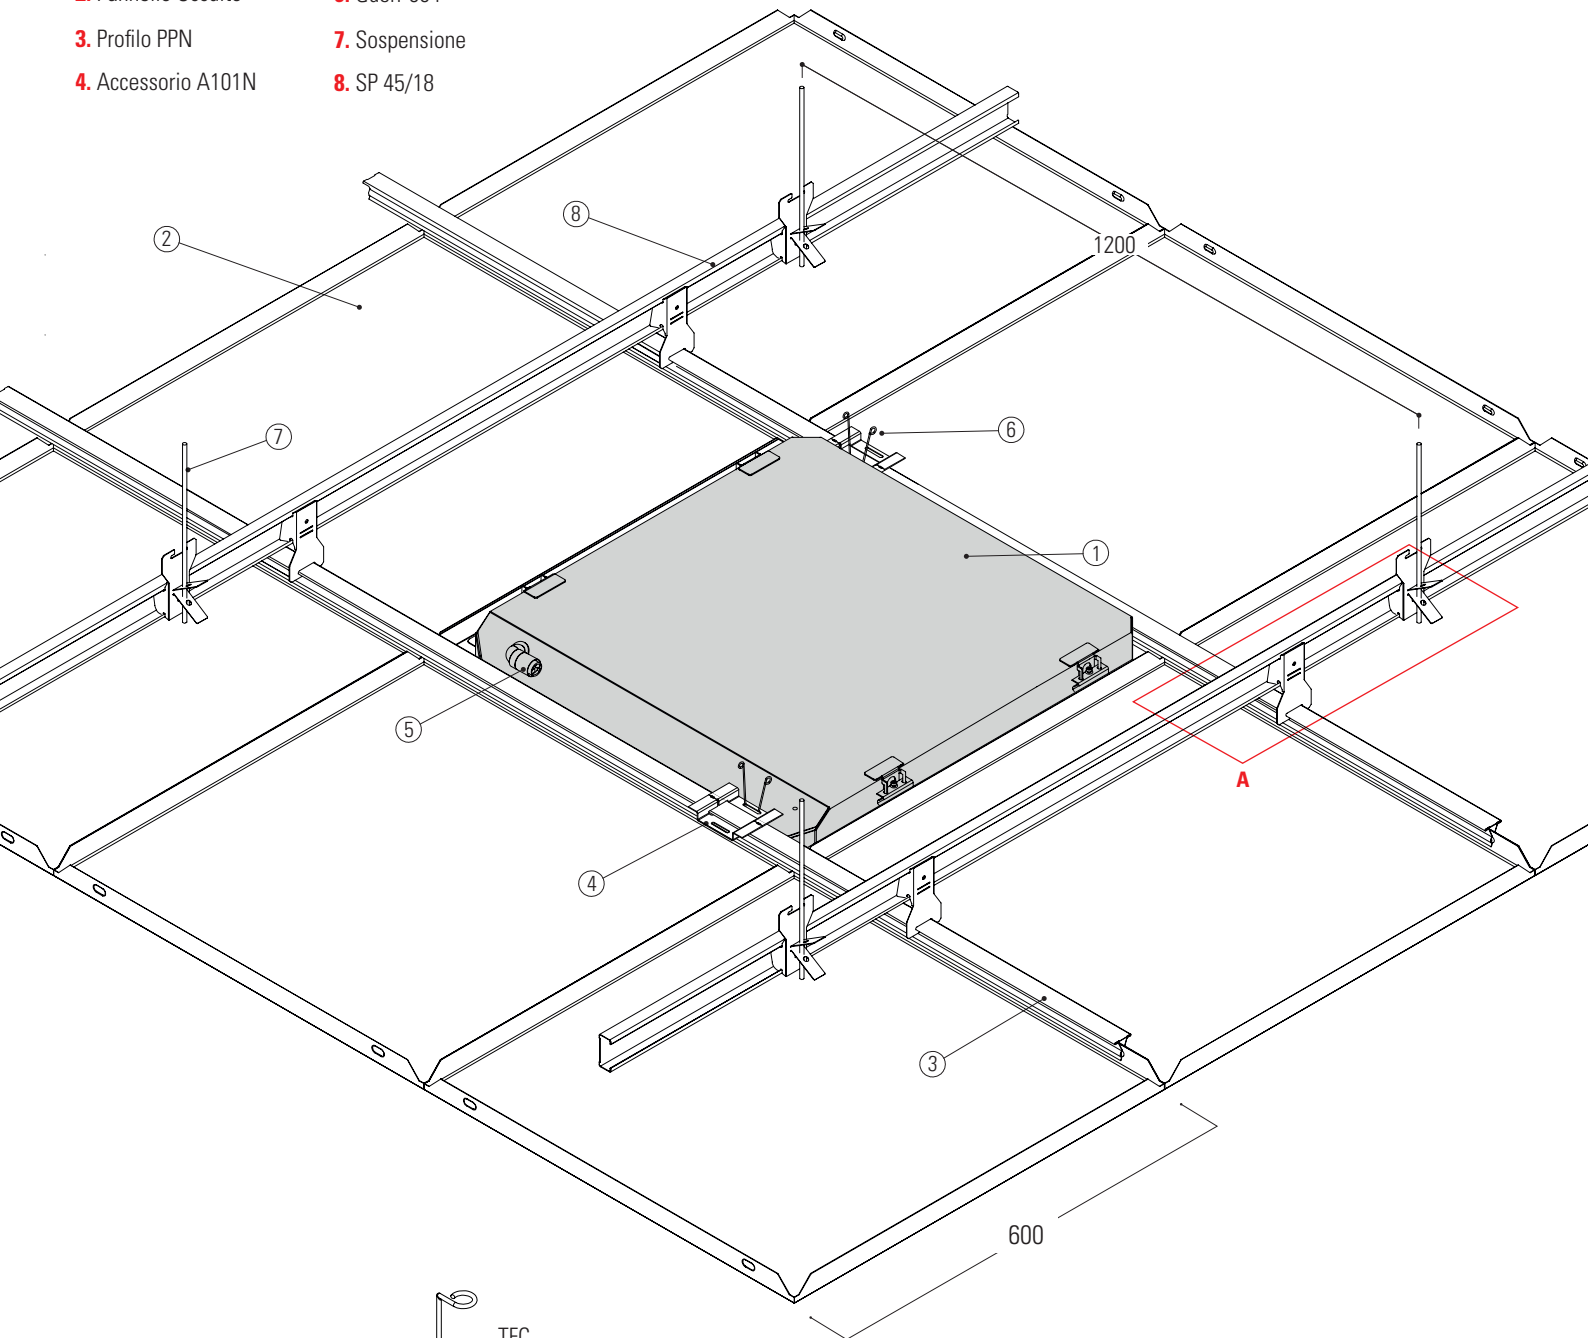 3. Profilo PPN
7. Sospensione
4. Accessorio A101N
8. SP 45/18
2
8
1200
7
6
1
5
A
4
3
600